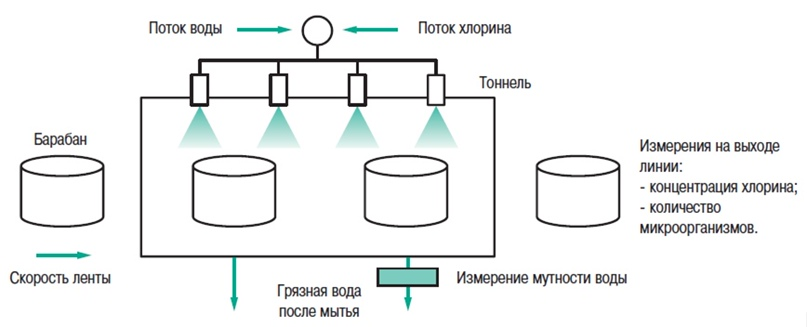 Поток воды
Поток хлорина
Тоннель
Барабан
Измерения на выходе
линии:
- концентрация хлорина;
- количество
микроорганизмов.
Скорость ленты
Грязная вода
после мытья
Измерение мутности воды